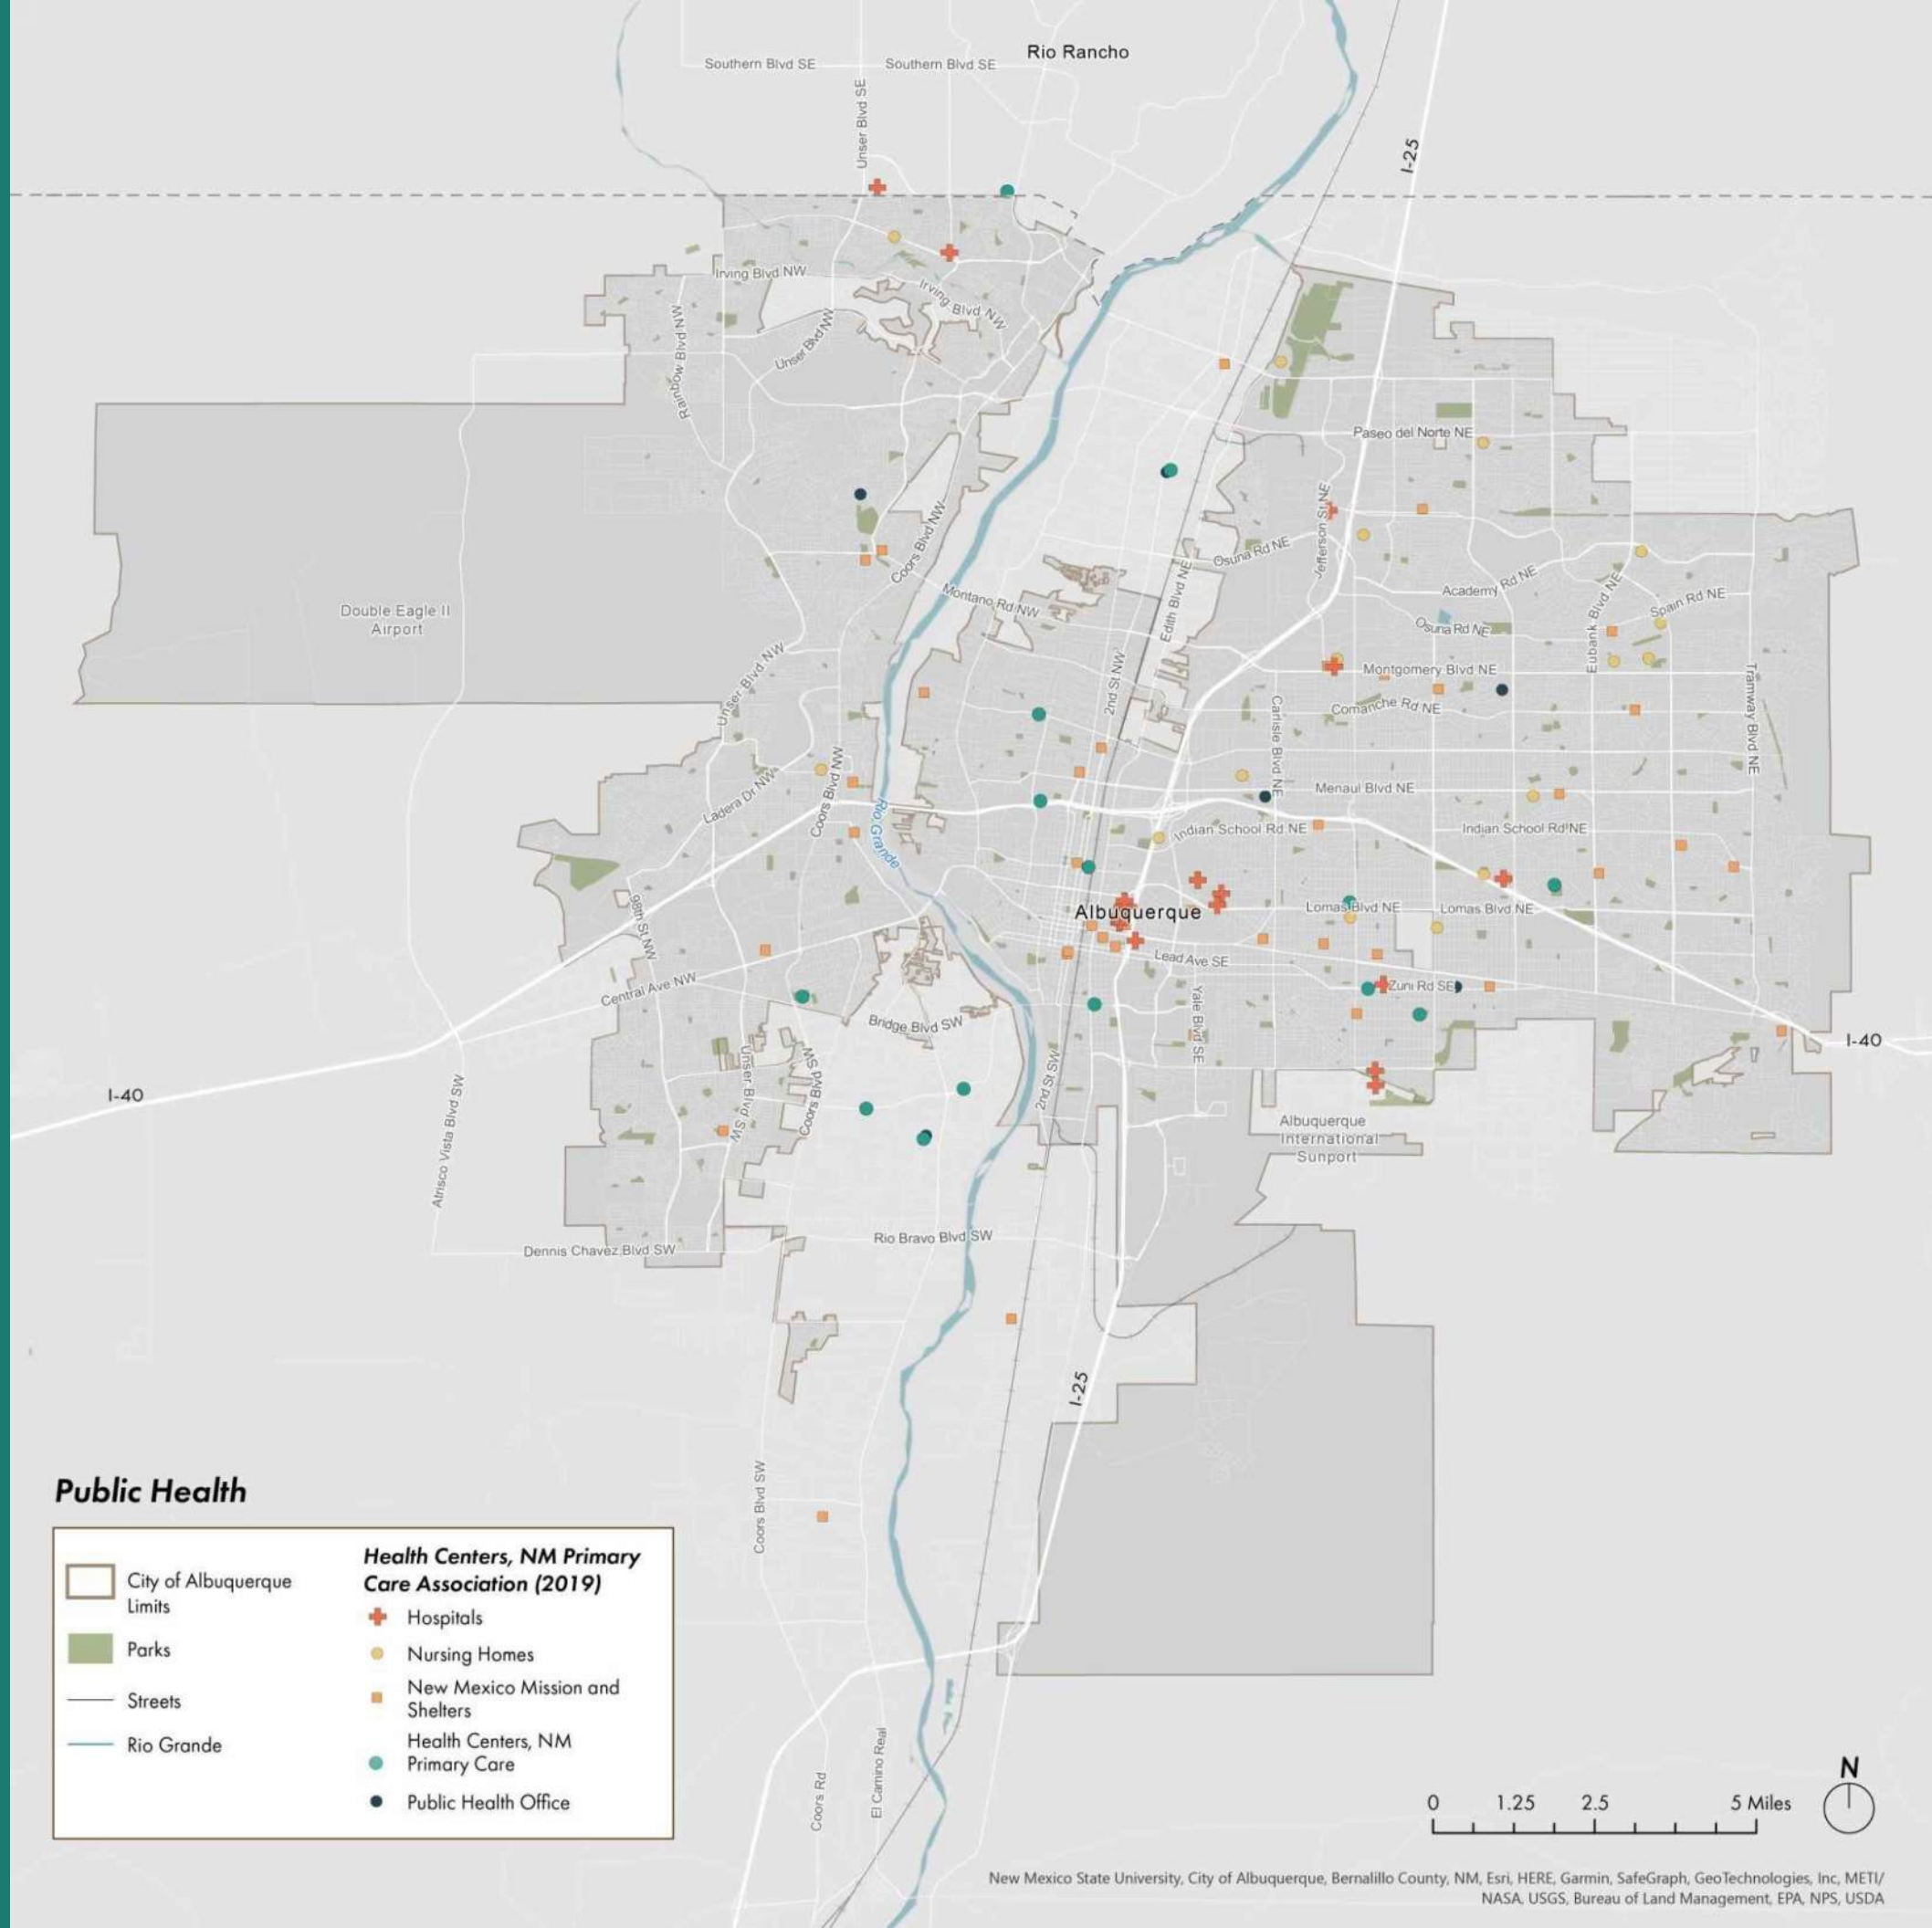 Rio Rancho
Southern Blvd SE
Southern Blvd SE
Unser Blvd SE
I-25
Irving Blvd NW
Irving Blvd NW
Rainbow Blvd NW
Unser Blvd NW
Paseo del Norte NE
Jefferson St NE
Coors Blvd NW
Osuna Rd NE
Edith Blvd NE
Academy Rd NE
Eubank Blvd NE
Spain Rd NE
Montano Rd NW
Double Eagle II
Airport
Osuna Rd NE
2nd St NW
Unser Blvd NW
Montgomery Blvd NE
Comanche Rd NE
Carlisle Blvd NE
Tramway Blvd NE
Coors Blvd NW
Ladera Dr NW
Menaul Blvd NE
Rio Grande
Indian School Rd NE
Indian School Rd NE
98th St NW
Albuquerque
Lomas Blvd NE
Lomas Blvd NE
Lead Ave SE
Central Ave NW
Zuni Rd SE
Yale Blvd SE
Bridge Blvd SW
I-40
I-40
Unser Blvd SW
Coors Blvd SW
2nd St SW
Atrisco Vista Blvd SW
Albuquerque
International
Sunport
Rio Bravo Blvd SW
Dennis Chavez Blvd SW
I-25
Coors Blvd SW
Public Health
City of Albuquerque
Limits
Parks
Streets
Rio Grande
Health Centers, NM Primary
Care Association (2019)
Hospitals
Nursing Homes
New Mexico Mission and
Shelters
Health Centers, NM
Primary Care
Public Health Office
Coors Rd
El Camino Real
N
0 1.25 2.5 5 Miles
New Mexico State University, City of Albuquerque, Bernalillo County, NM, Esri, HERE, Garmin, SafeGraph, GeoTechnologies, Inc, METI/
NASA, USGS, Bureau of Land Management, EPA, NPS, USDA